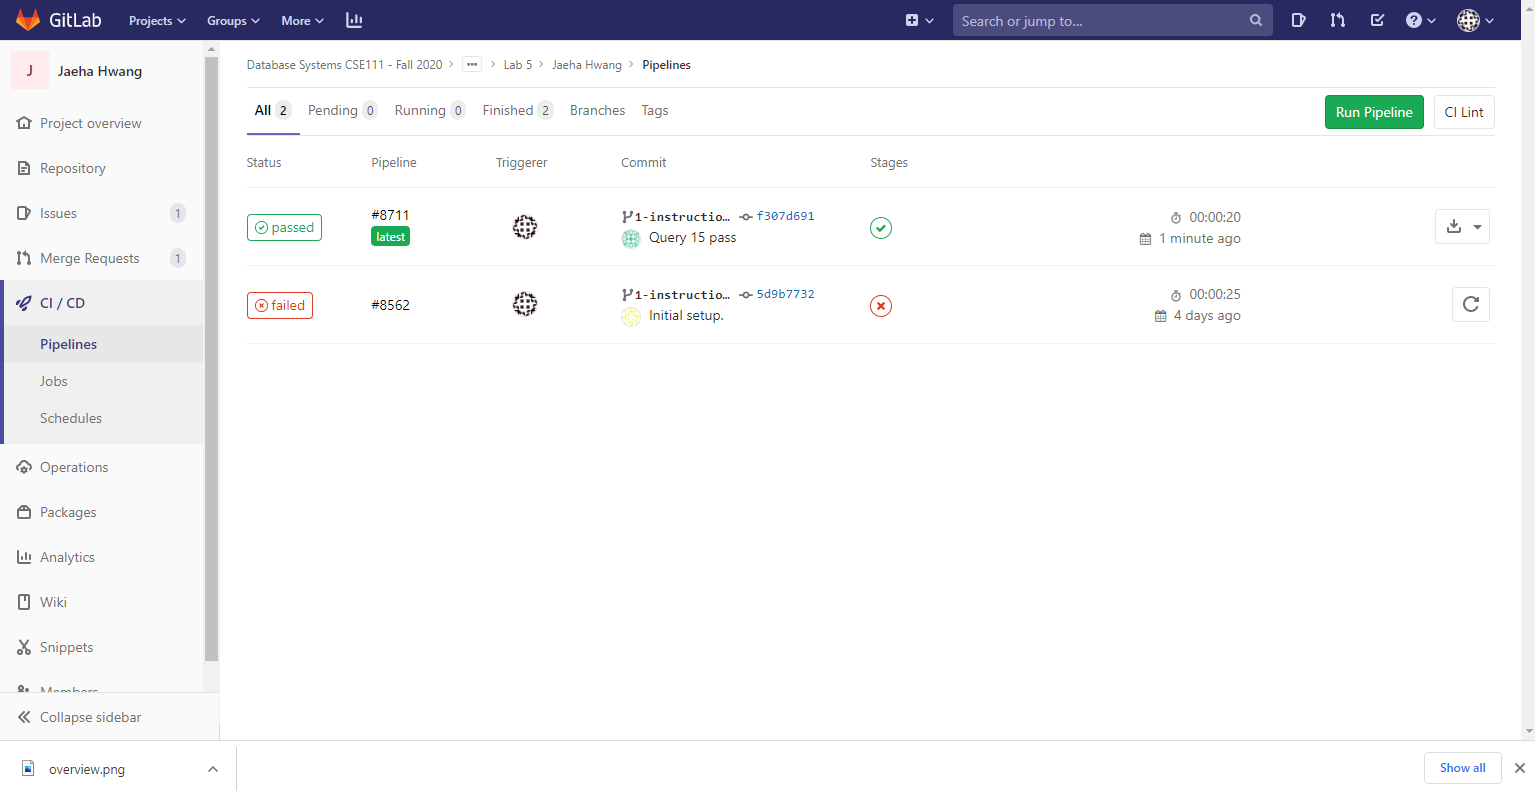 GitLab Projects Groups More Search or jump to...
J Jaeha Hwang
Project overview
Repository
Issues 1
Merge Requests 1
CI / CD
Pipelines
Jobs
Schedules
Operations
Packages
Analytics
Wiki
Snippets
Members
Collapse sidebar
Database Systems CSE111 - Fall 2020 > ... > Lab 5 > Jaeha Hwang > Pipelines
All 2 Pending 0 Running 0 Finished 2 Branches Tags Run Pipeline CI Lint
Status Pipeline Triggerer Commit Stages
passed #8711 latest 1-instructio… f307d691 00:00:20
Query 15 pass 1 minute ago
failed #8562 1-instructio… 5d9b7732 00:00:25
Initial setup. 4 days ago
overview.png Show all